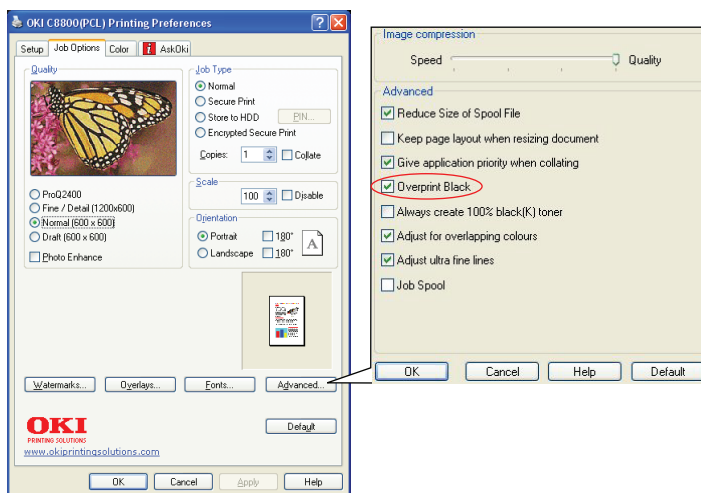 OKI C8800(PCL) Printing Preferences
Setup Job Options Color AskOki
Quality
ProQ2400
Fine / Detail (1200x600)
Normal (600 x 600)
Draft (600 x 600)
Photo Enhance
Job Type
Normal
Secure Print
Store to HDD PIN...
Encrypted Secure Print
Copies: 1 Collate
Scale
100 Disable
Orientation
Portrait 180°
Landscape 180°
A
Watermarks... Overlays... Fonts... Advanced...
OKI
PRINTING SOLUTIONS
www.okiprintingsolutions.com
Default
OK Cancel Apply Help
Image compression
Speed Quality
Advanced
Reduce Size of Spool File
Keep page layout when resizing document
Give application priority when collating
Overprint Black
Always create 100% black(K) toner
Adjust for overlapping colours
Adjust ultra fine lines
Job Spool
OK Cancel Help Default